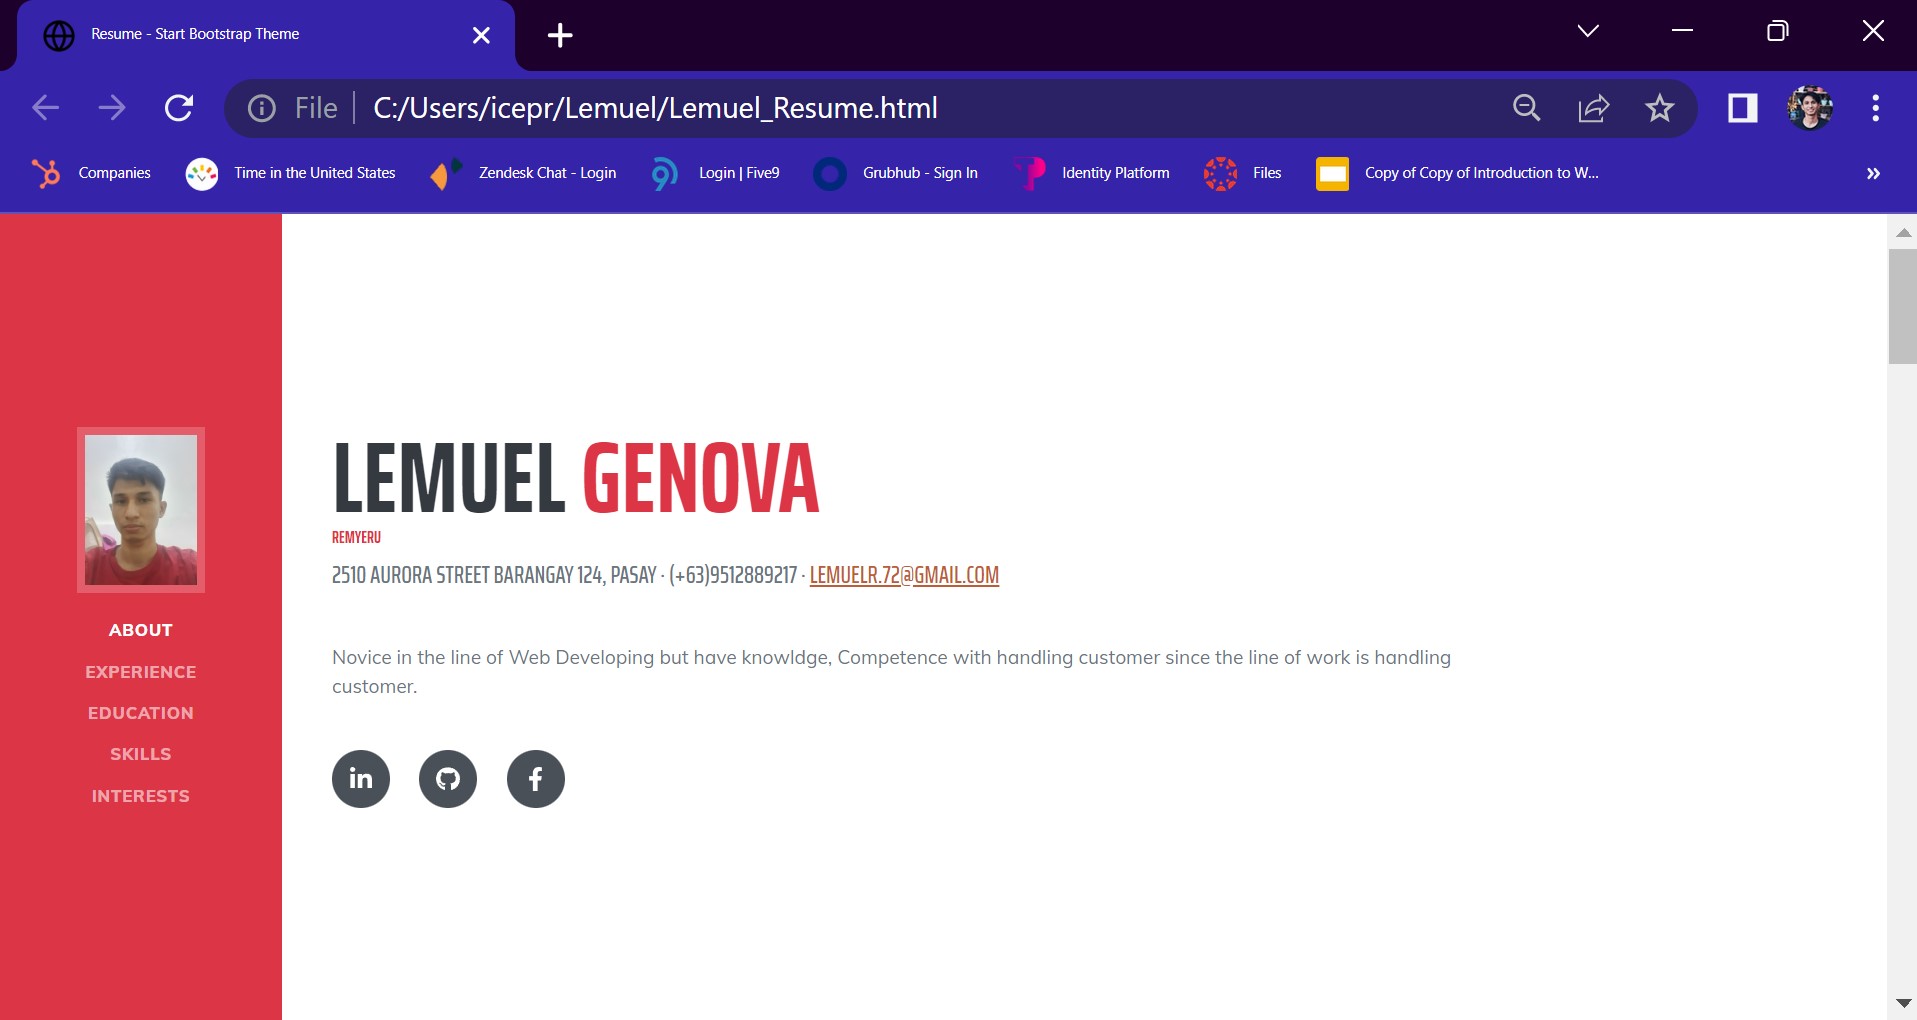 Resume - Start Bootstrap Theme
File | C:/Users/icepr/Lemuel/Lemuel_Resume.html
Companies Time in the United States Zendesk Chat - Login Login | Five9 Grubhub - Sign In Identity Platform Files Copy of Copy of Introduction to W... »
LEMUEL GENOVA
REMYERU
2510 AURORA STREET BARANGAY 124, PASAY · (+63)9512889217 · LEMUELR.72@GMAIL.COM
ABOUT
EXPERIENCE
EDUCATION
SKILLS
INTERESTS
Novice in the line of Web Developing but have knowldge, Competence with handling customer since the line of work is handling
customer.